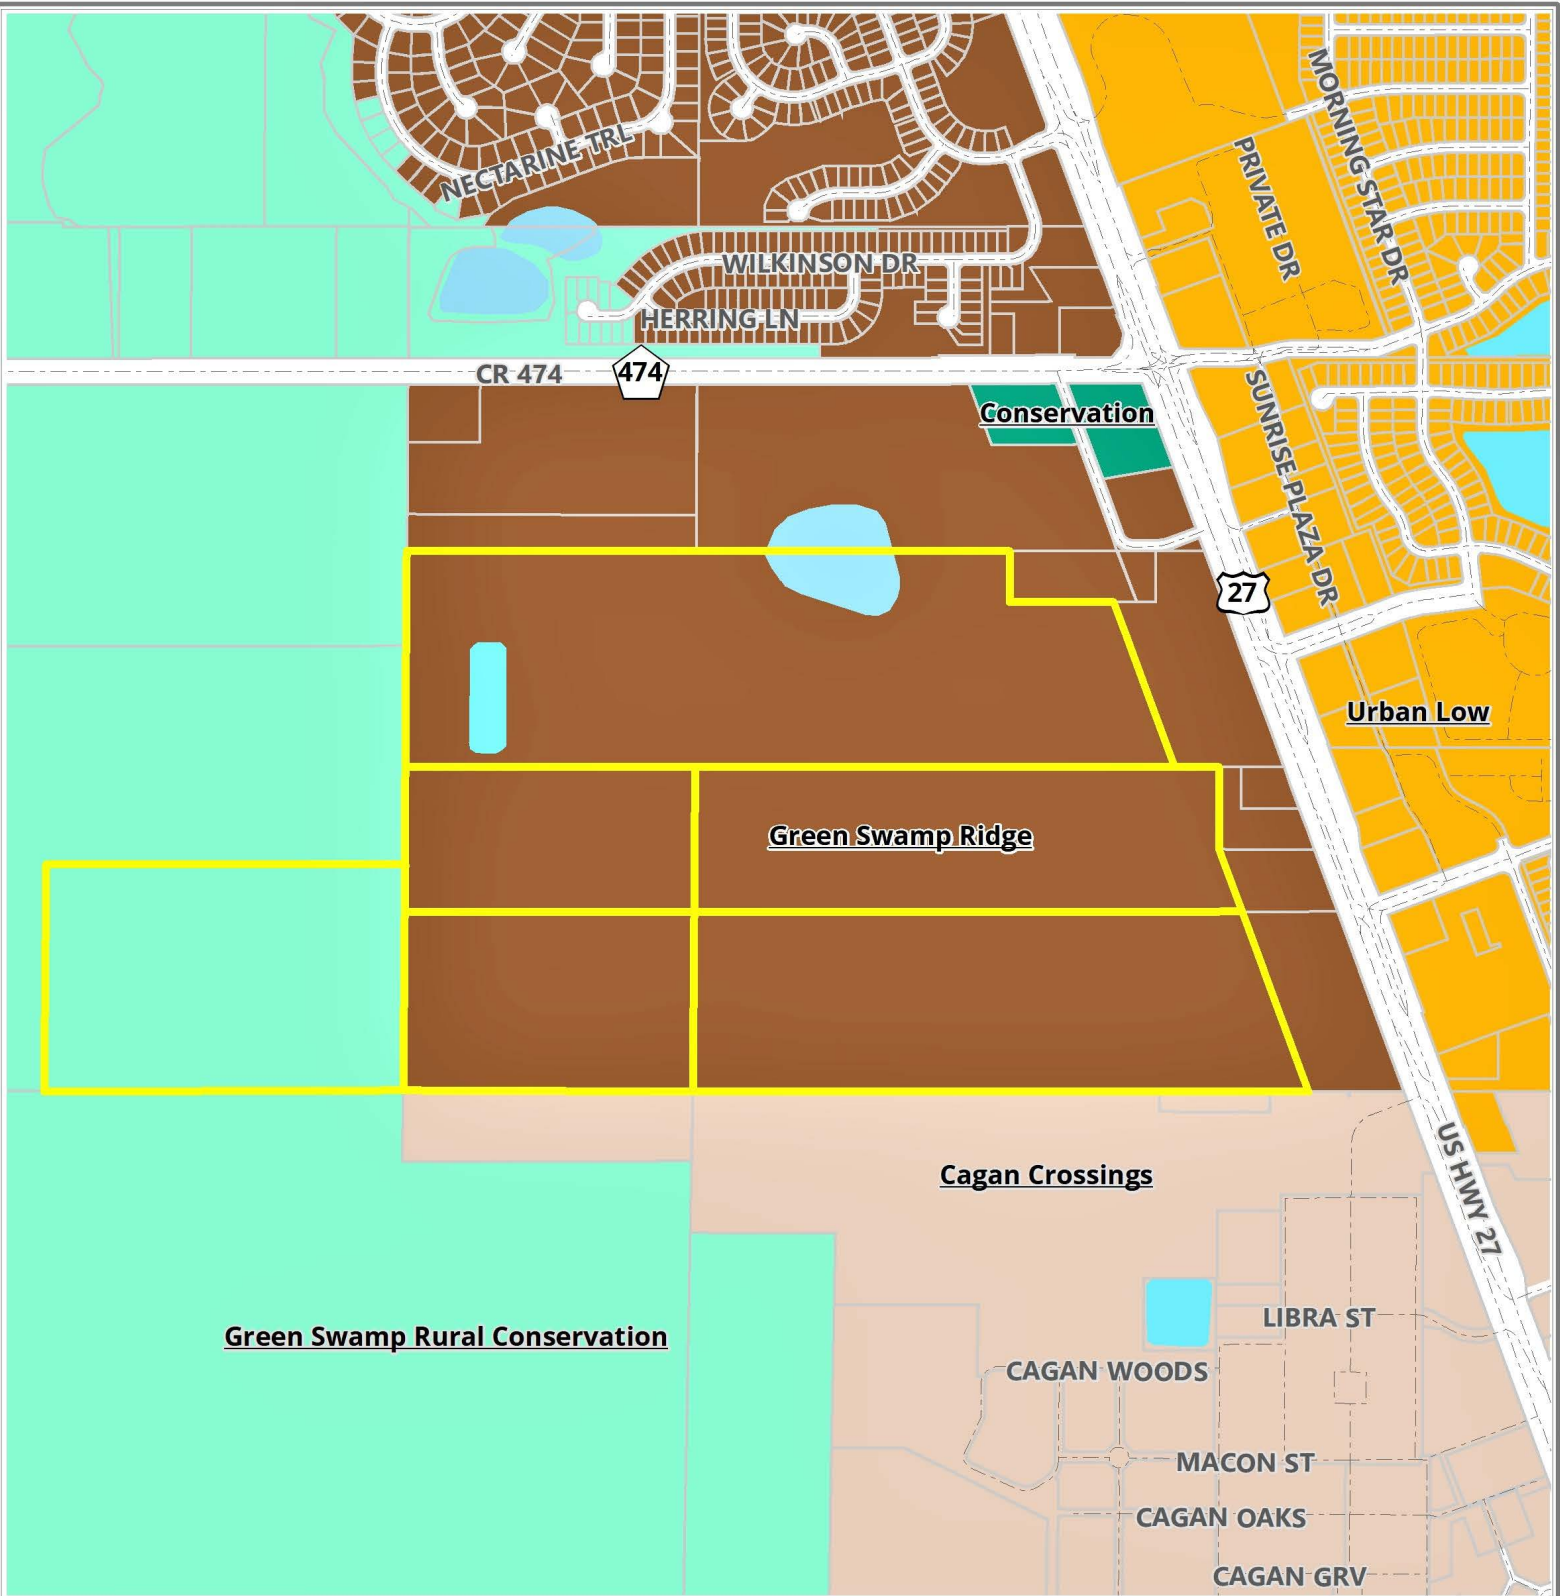 MORNING STAR DR
NECTARINE TRL
PRIVATE DR
WILKINSON DR
HERRING LN
CR 474
474
Conservation
SUNRISE PLAZA DR
27
Urban Low
Green Swamp Ridge
US HWY 27
Cagan Crossings
LIBRA ST
Green Swamp Rural Conservation
CAGAN WOODS
MACON ST
CAGAN OAKS
CAGAN GRV